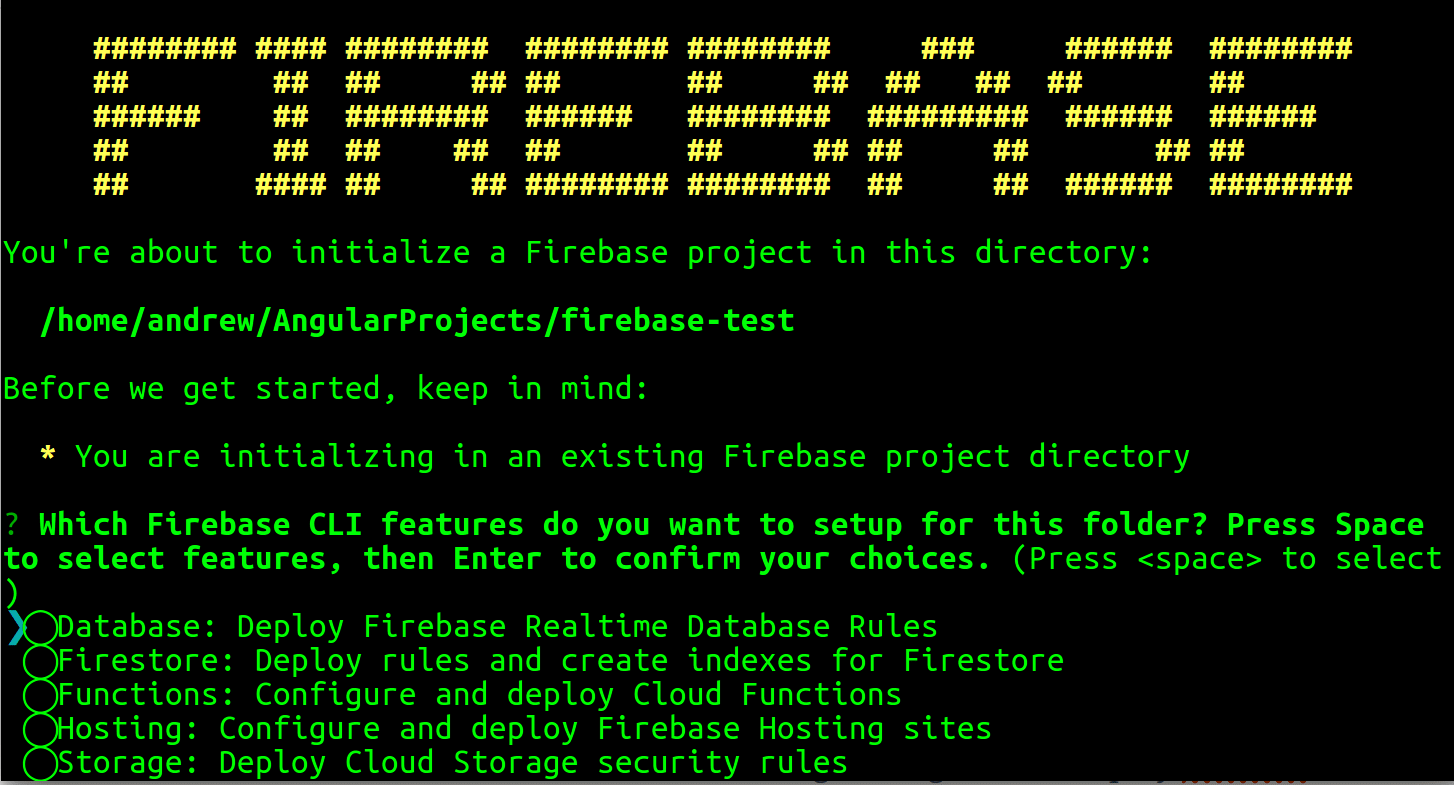 ######## #### ########  ######## ########     ###     ######  ########
##        ##  ##     ## ##       ##     ##  ##   ##  ##       ##
######    ##  ########  ######   ########  #########  ######  ######
##        ##  ##    ##  ##       ##     ## ##     ##       ## ##
##       #### ##     ## ######## ########  ##     ##  ######  ########
You're about to initialize a Firebase project in this directory:
/home/andrew/AngularProjects/firebase-test
Before we get started, keep in mind:
* You are initializing in an existing Firebase project directory
? Which Firebase CLI features do you want to setup for this folder? Press Space
to select features, then Enter to confirm your choices. (Press <space> to select
)
❯◯Database: Deploy Firebase Realtime Database Rules
◯Firestore: Deploy rules and create indexes for Firestore
◯Functions: Configure and deploy Cloud Functions
◯Hosting: Configure and deploy Firebase Hosting sites
◯Storage: Deploy Cloud Storage security rules